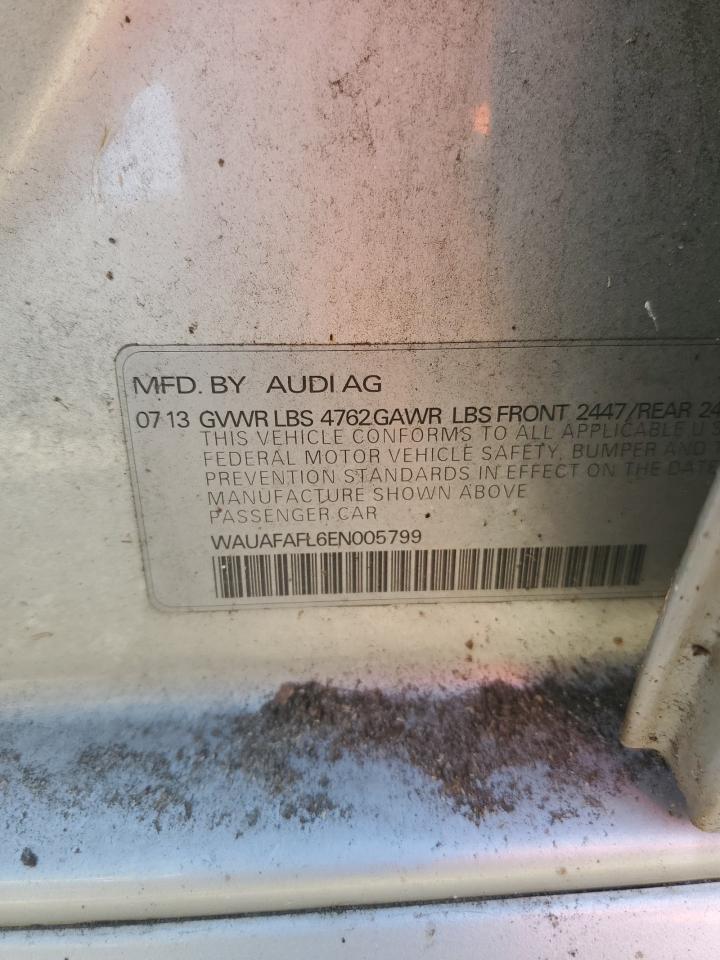 MFD. BY AUDI AG
07 13 GVWR LBS 4762 GAWR LBS FRONT 2447/REAR
THIS VEHICLE CONFORMS TO ALL APPLICABLE U
FEDERAL MOTOR VEHICLE SAFETY, BUMPER AND
PREVENTION STANDARDS IN EFFECT ON THE DATE
MANUFACTURE SHOWN ABOVE
PASSENGER CAR
WAUAFAFL6EN005799